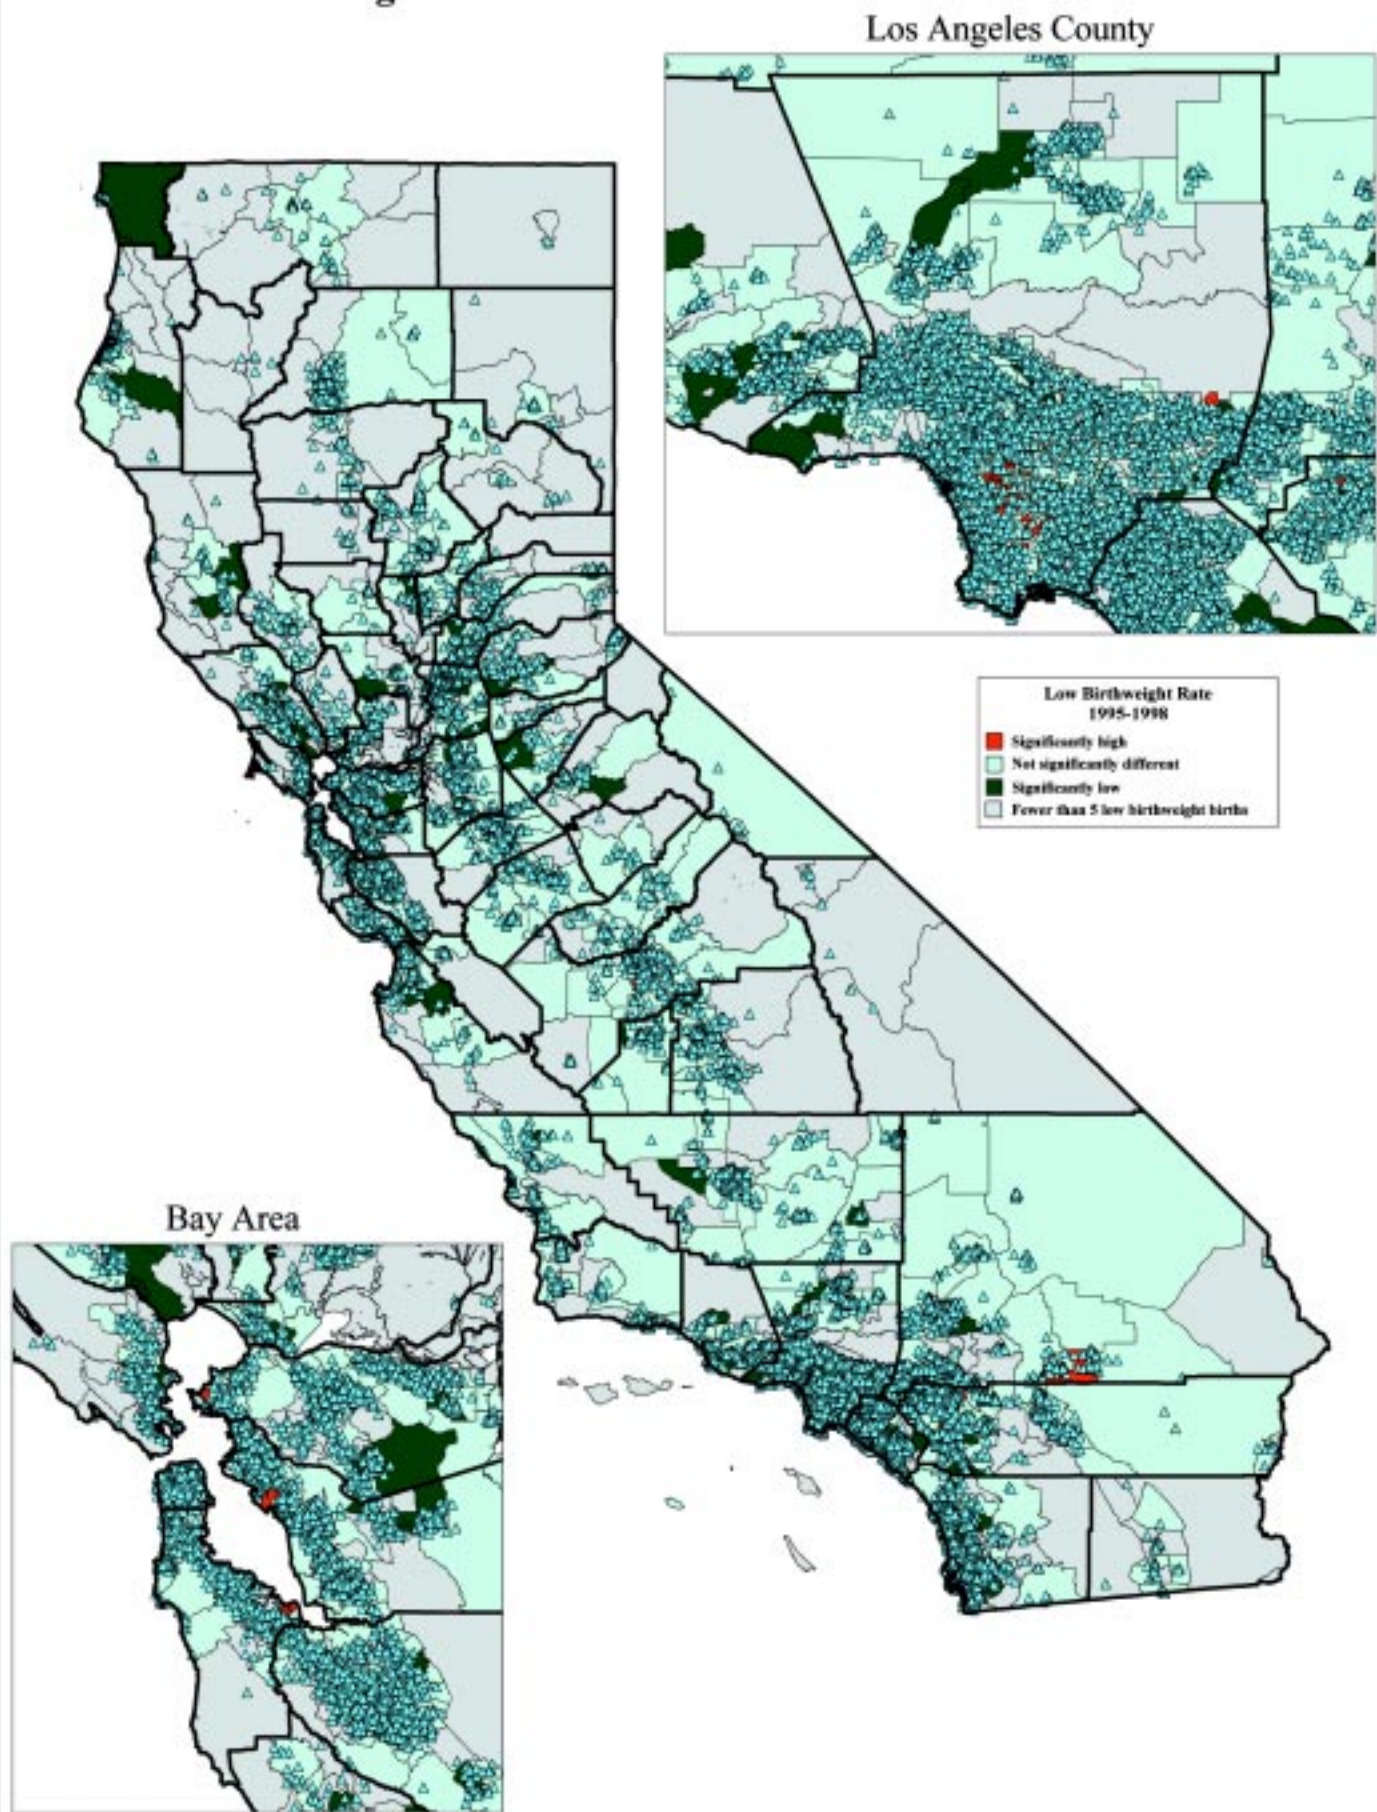 Los Angeles County
Low Birthweight Rate
1995-1998
Significantly high
Not significantly different
Significantly low
Fewer than 5 low birthweight births
Bay Area